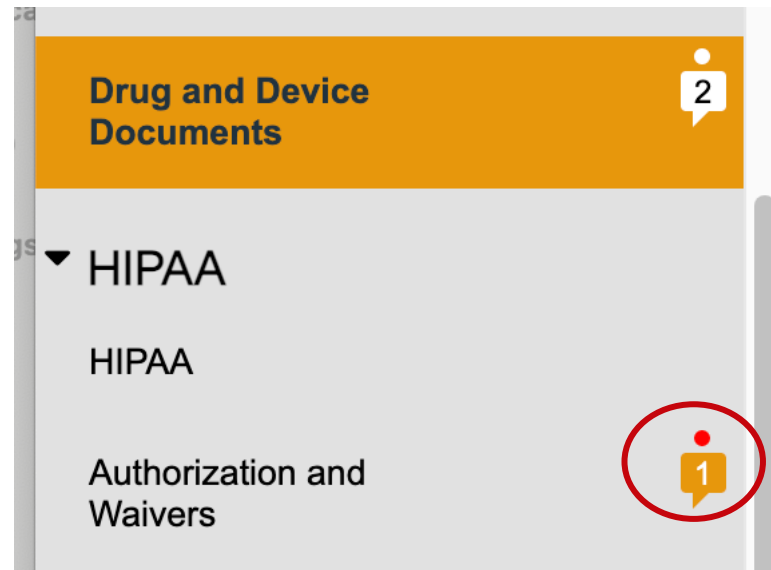 Drug and Device
Documents
2
HIPAA
HIPAA
Authorization and
Waivers
1